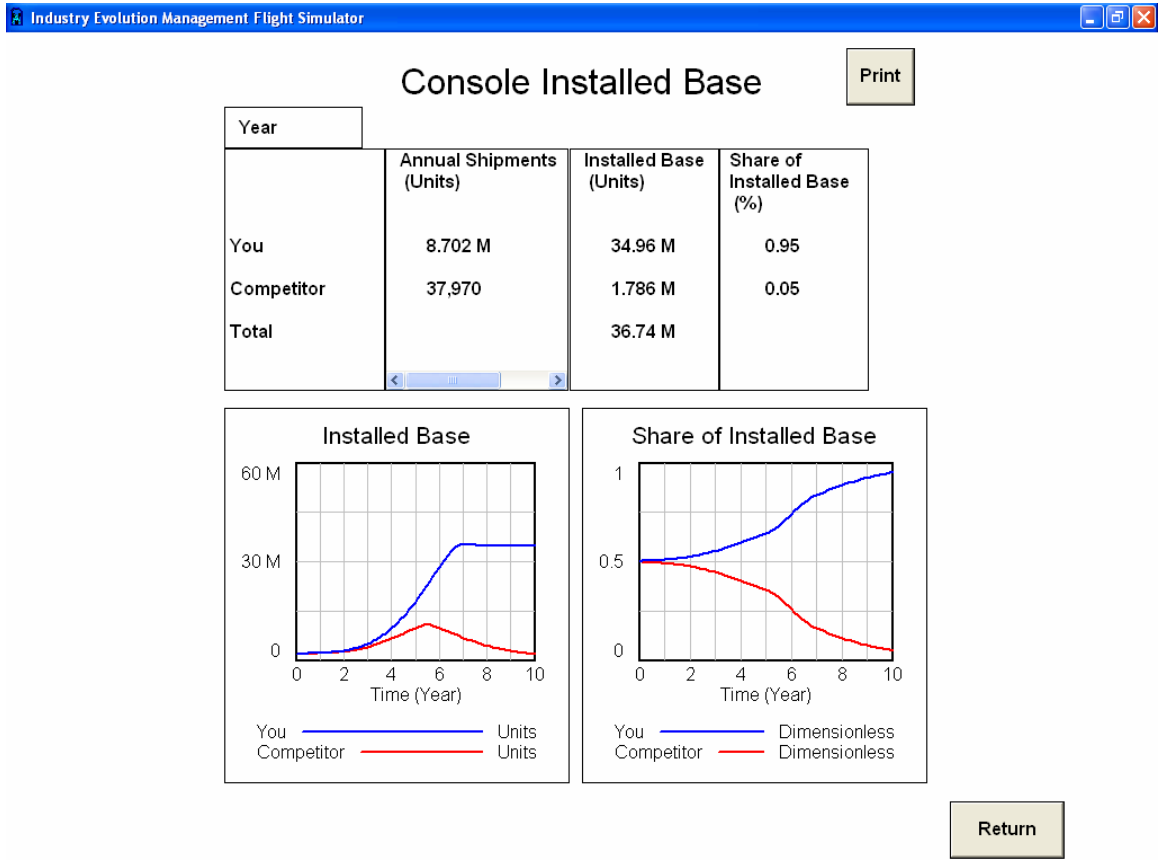 Industry Evolution Management Flight Simulator
Console Installed Base
Print
Year
Annual Shipments
(Units)
Installed Base
(Units)
Share of
Installed Base
(%)
You 8.702 M 34.96 M 0.95
Competitor 37,970 1.786 M 0.05
Total 36.74 M
Installed Base
60 M
30 M
0
0 2 4 6 8 10
Time (Year)
You Units
Competitor Units
Share of Installed Base
1
0.5
0
0 2 4 6 8 10
Time (Year)
You Dimensionless
Competitor Dimensionless
Return